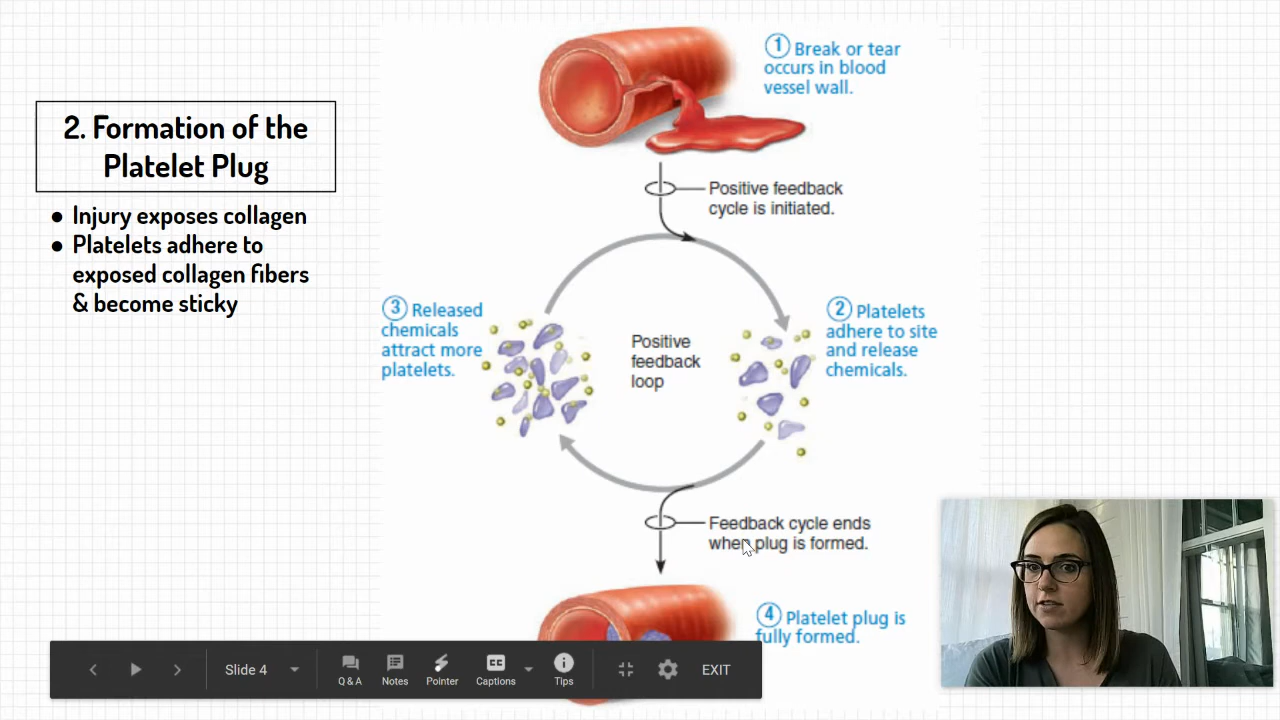 2. Formation of the
Platelet Plug
● Injury exposes collagen
● Platelets adhere to
exposed collagen fibers
& become sticky
1 Break or tear
occurs in blood
vessel wall.
Positive feedback
cycle is initiated.
3 Released
chemicals
attract more
platelets.
Positive
feedback
loop
2 Platelets
adhere to site
and release
chemicals.
Feedback cycle ends
when plug is formed.
4 Platelet plug is
fully formed.
Slide 4
Q & A
Notes
Pointer
CC
Captions
Tips
EXIT